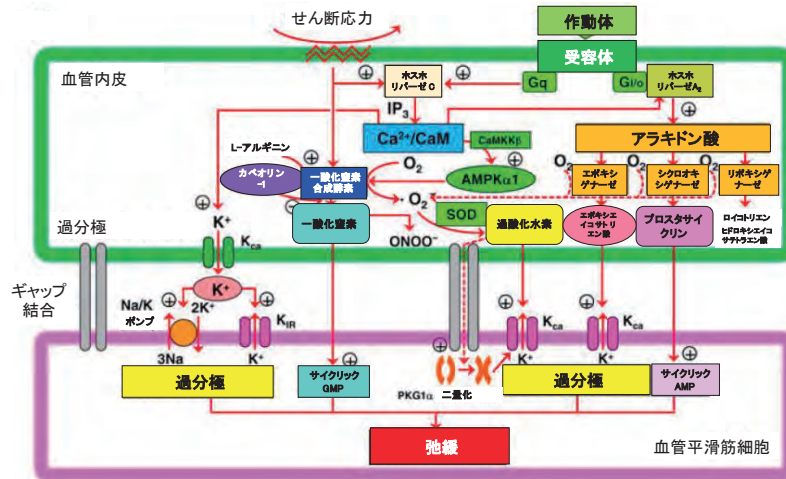 せん断応力
作動体
受容体
血管内皮
ホスホ
リパーゼC
Gq
Gi/o
ホスホ
リパーゼA₂
IP₃
Ca²⁺/CaM
CaMKKβ
アラキドン酸
L-アルギニン
カベオリン
-1
一酸化窒素
合成酵素
O₂
AMPKα1
O₂
エポキシ
ゲナーゼ
O₂
シクロオキ
シゲナーゼ
O₂
リポキシゲ
ナーゼ
・O₂⁻
過分極
K⁺
Kca
一酸化窒素
ONOO⁻
SOD
過酸化水素
エポキシエ
イコサトリ
エン酸
プロスタサイ
クリン
ロイコトリエン
ヒドロキシエイコ
サテトラエン酸
ギャップ
結合
K⁺
Na/K
ポンプ
2K⁺
KIR
3Na
K⁺
Kca
K⁺
Kca
K⁺
過分極
サイクリック
GMP
PKG1α
二量化
過分極
サイクリック
AMP
弛緩
血管平滑筋細胞